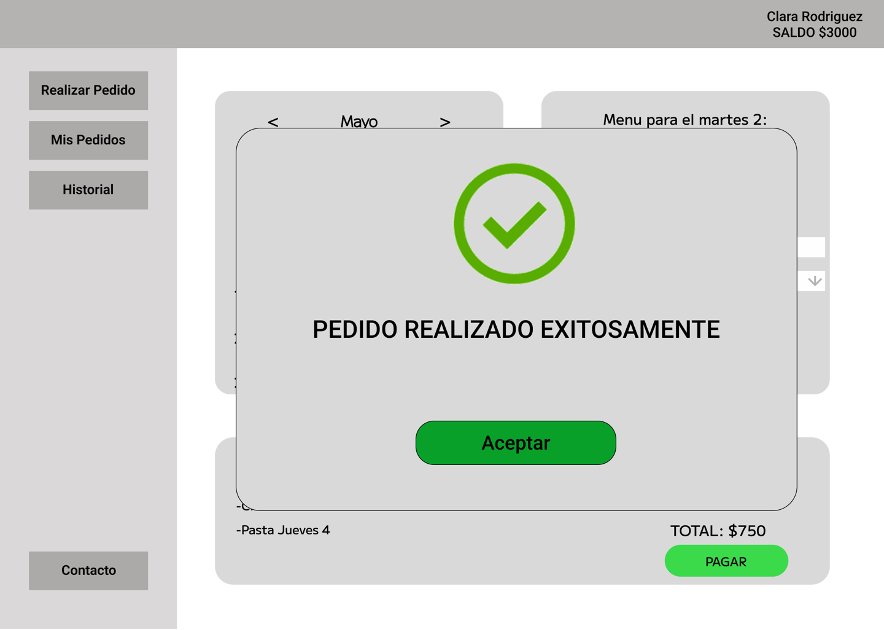 Clara Rodriguez
SALDO $3000
Realizar Pedido
Mis Pedidos
Historial
< Mayo >
Menu para el martes 2:
PEDIDO REALIZADO EXITOSAMENTE
Aceptar
-Pasta Jueves 4
TOTAL: $750
PAGAR
Contacto